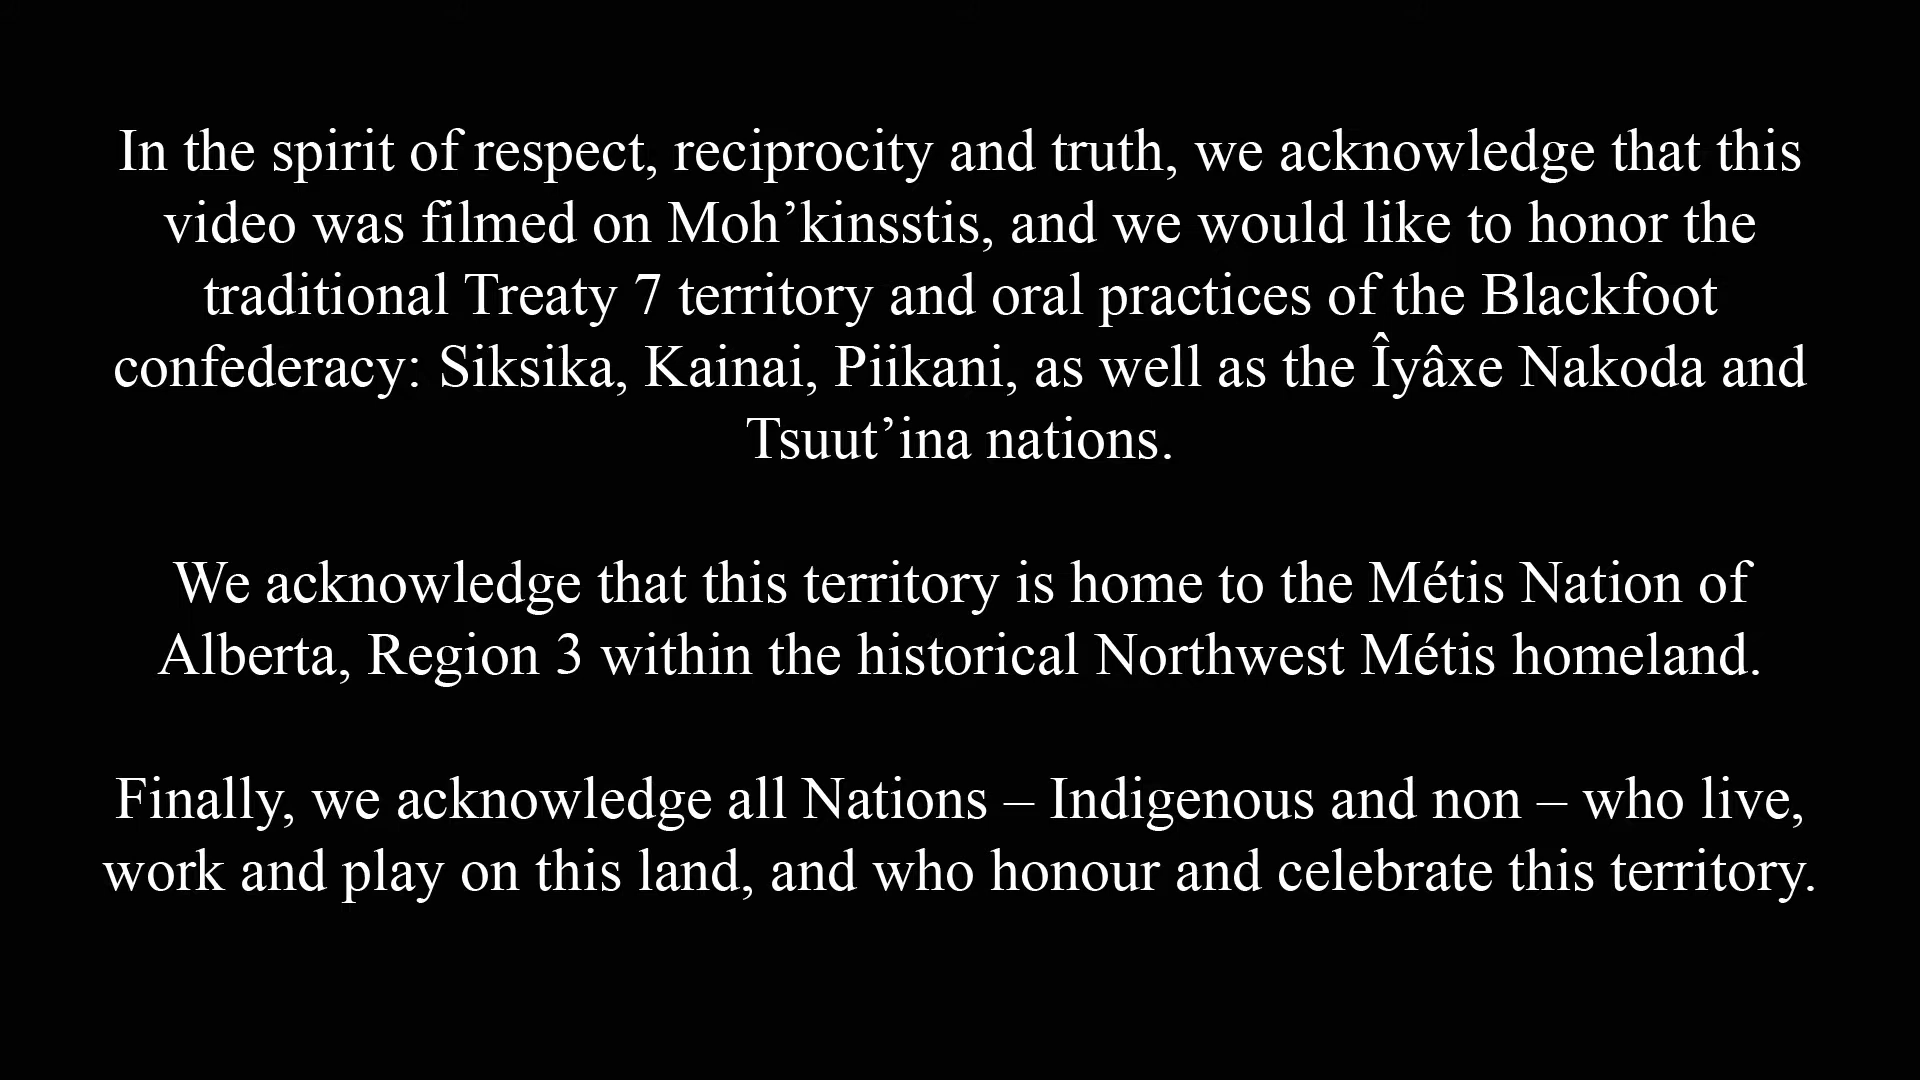 In the spirit of respect, reciprocity and truth, we acknowledge that this
video was filmed on Moh’kinsstis, and we would like to honor the
traditional Treaty 7 territory and oral practices of the Blackfoot
confederacy: Siksika, Kainai, Piikani, as well as the Îyâxe Nakoda and
Tsuut’ina nations.
We acknowledge that this territory is home to the Métis Nation of
Alberta, Region 3 within the historical Northwest Métis homeland.
Finally, we acknowledge all Nations – Indigenous and non – who live,
work and play on this land, and who honour and celebrate this territory.